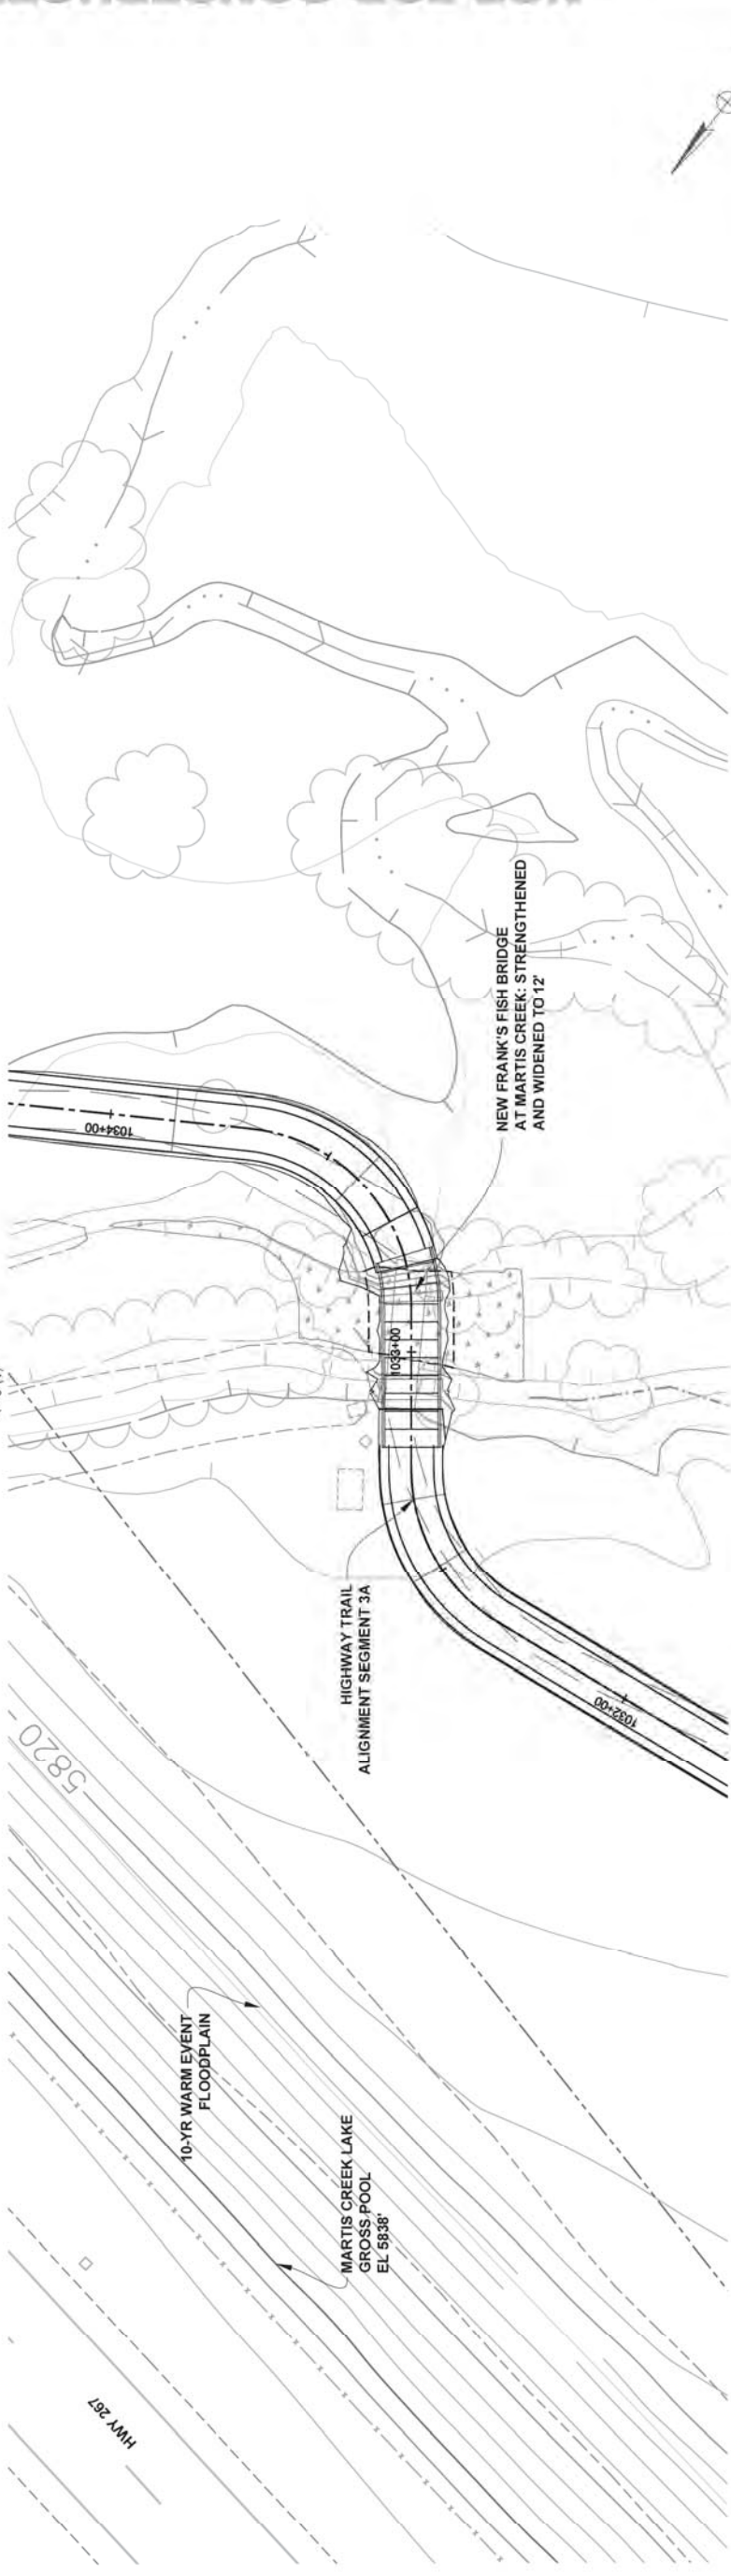 1034+00
NEW FRANK'S FISH BRIDGE
AT MARTIS CREEK: STRENGTHENED
AND WIDENED TO 12'
1033+00
HIGHWAY TRAIL
ALIGNMENT SEGMENT 3A
1032+00
5820
10-YR WARM EVENT
FLOODPLAIN
MARTIS CREEK LAKE
GROSS POOL
EL 5838'
HWY 267